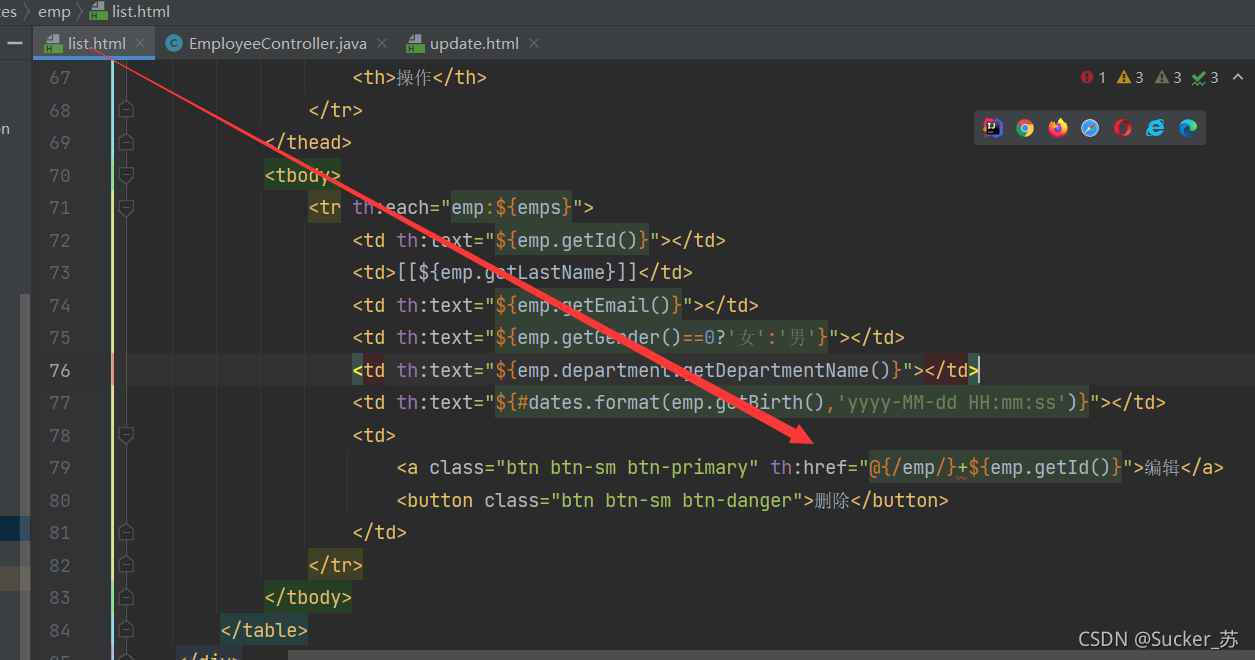 es > emp > list.html
list.html × EmployeeController.java × update.html ×
67 <th>操作</th>
1 3 3 3
68 </tr>
69 </thead>
70 <tbody>
71 <tr th:each="emp:${emps}">
72 <td th:text="${emp.getId()}"></td>
73 <td>[[${emp.getLastName}]]</td>
74 <td th:text="${emp.getEmail()}"></td>
75 <td th:text="${emp.getGender()==0?'女':'男'}"></td>
76 <td th:text="${emp.department.getDepartmentName()}"></td>
77 <td th:text="${#dates.format(emp.getBirth(),'yyyy-MM-dd HH:mm:ss')}"></td>
78 <td>
79 <a class="btn btn-sm btn-primary" th:href="@{/emp/}+${emp.getId()}">编辑</a>
80 <button class="btn btn-sm btn-danger">删除</button>
81 </td>
82 </tr>
83 </tbody>
84 </table>
</div>
n
CSDN @Sucker_苏